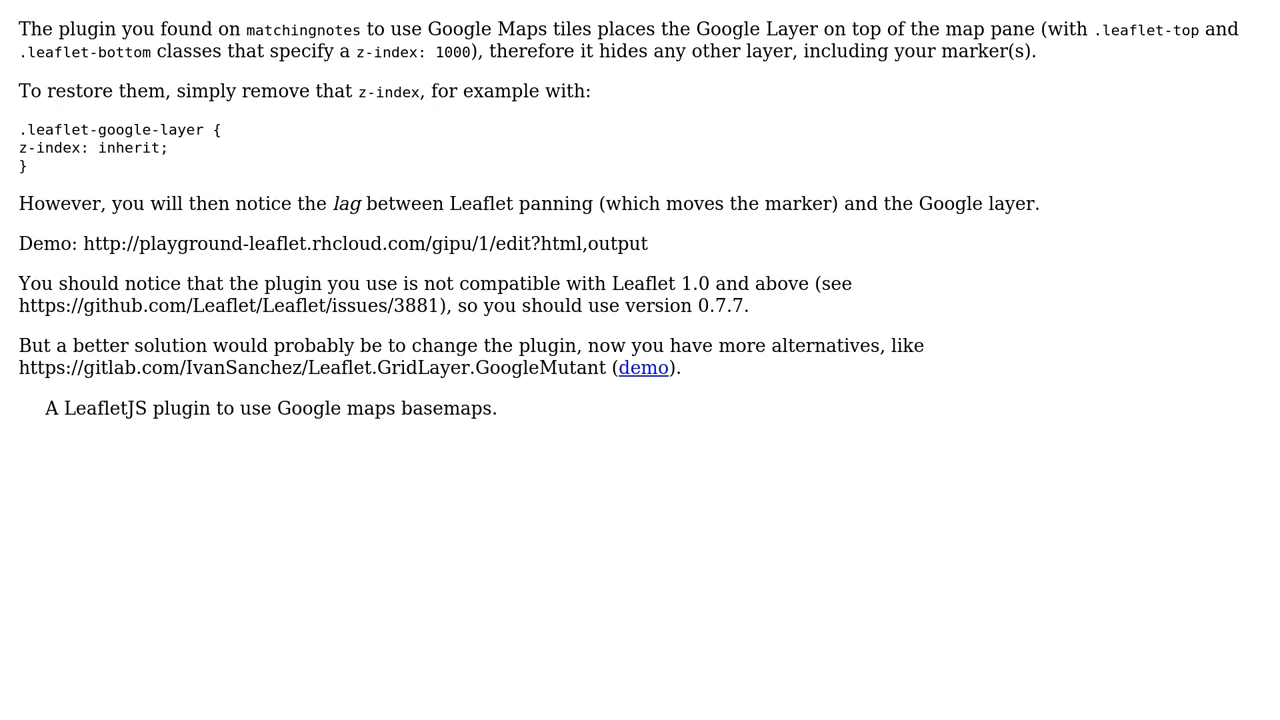 The plugin you found on matchingnotes to use Google Maps tiles places the Google Layer on top of the map pane (with .leaflet-top and
.leaflet-bottom classes that specify a z-index: 1000), therefore it hides any other layer, including your marker(s).
To restore them, simply remove that z-index, for example with:
.leaflet-google-layer {
z-index: inherit;
}
However, you will then notice the lag between Leaflet panning (which moves the marker) and the Google layer.
Demo: http://playground-leaflet.rhcloud.com/gipu/1/edit?html,output
You should notice that the plugin you use is not compatible with Leaflet 1.0 and above (see
https://github.com/Leaflet/Leaflet/issues/3881), so you should use version 0.7.7.
But a better solution would probably be to change the plugin, now you have more alternatives, like
https://gitlab.com/IvanSanchez/Leaflet.GridLayer.GoogleMutant (demo).
A LeafletJS plugin to use Google maps basemaps.